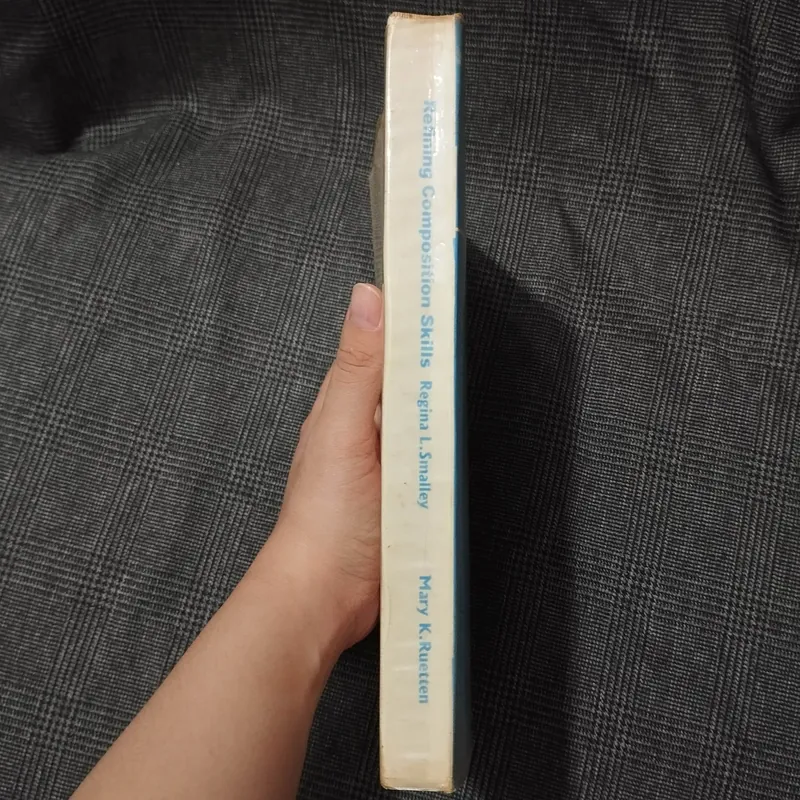 Refining Composition Skills Regina L.Smalley Mary K.Ruetten